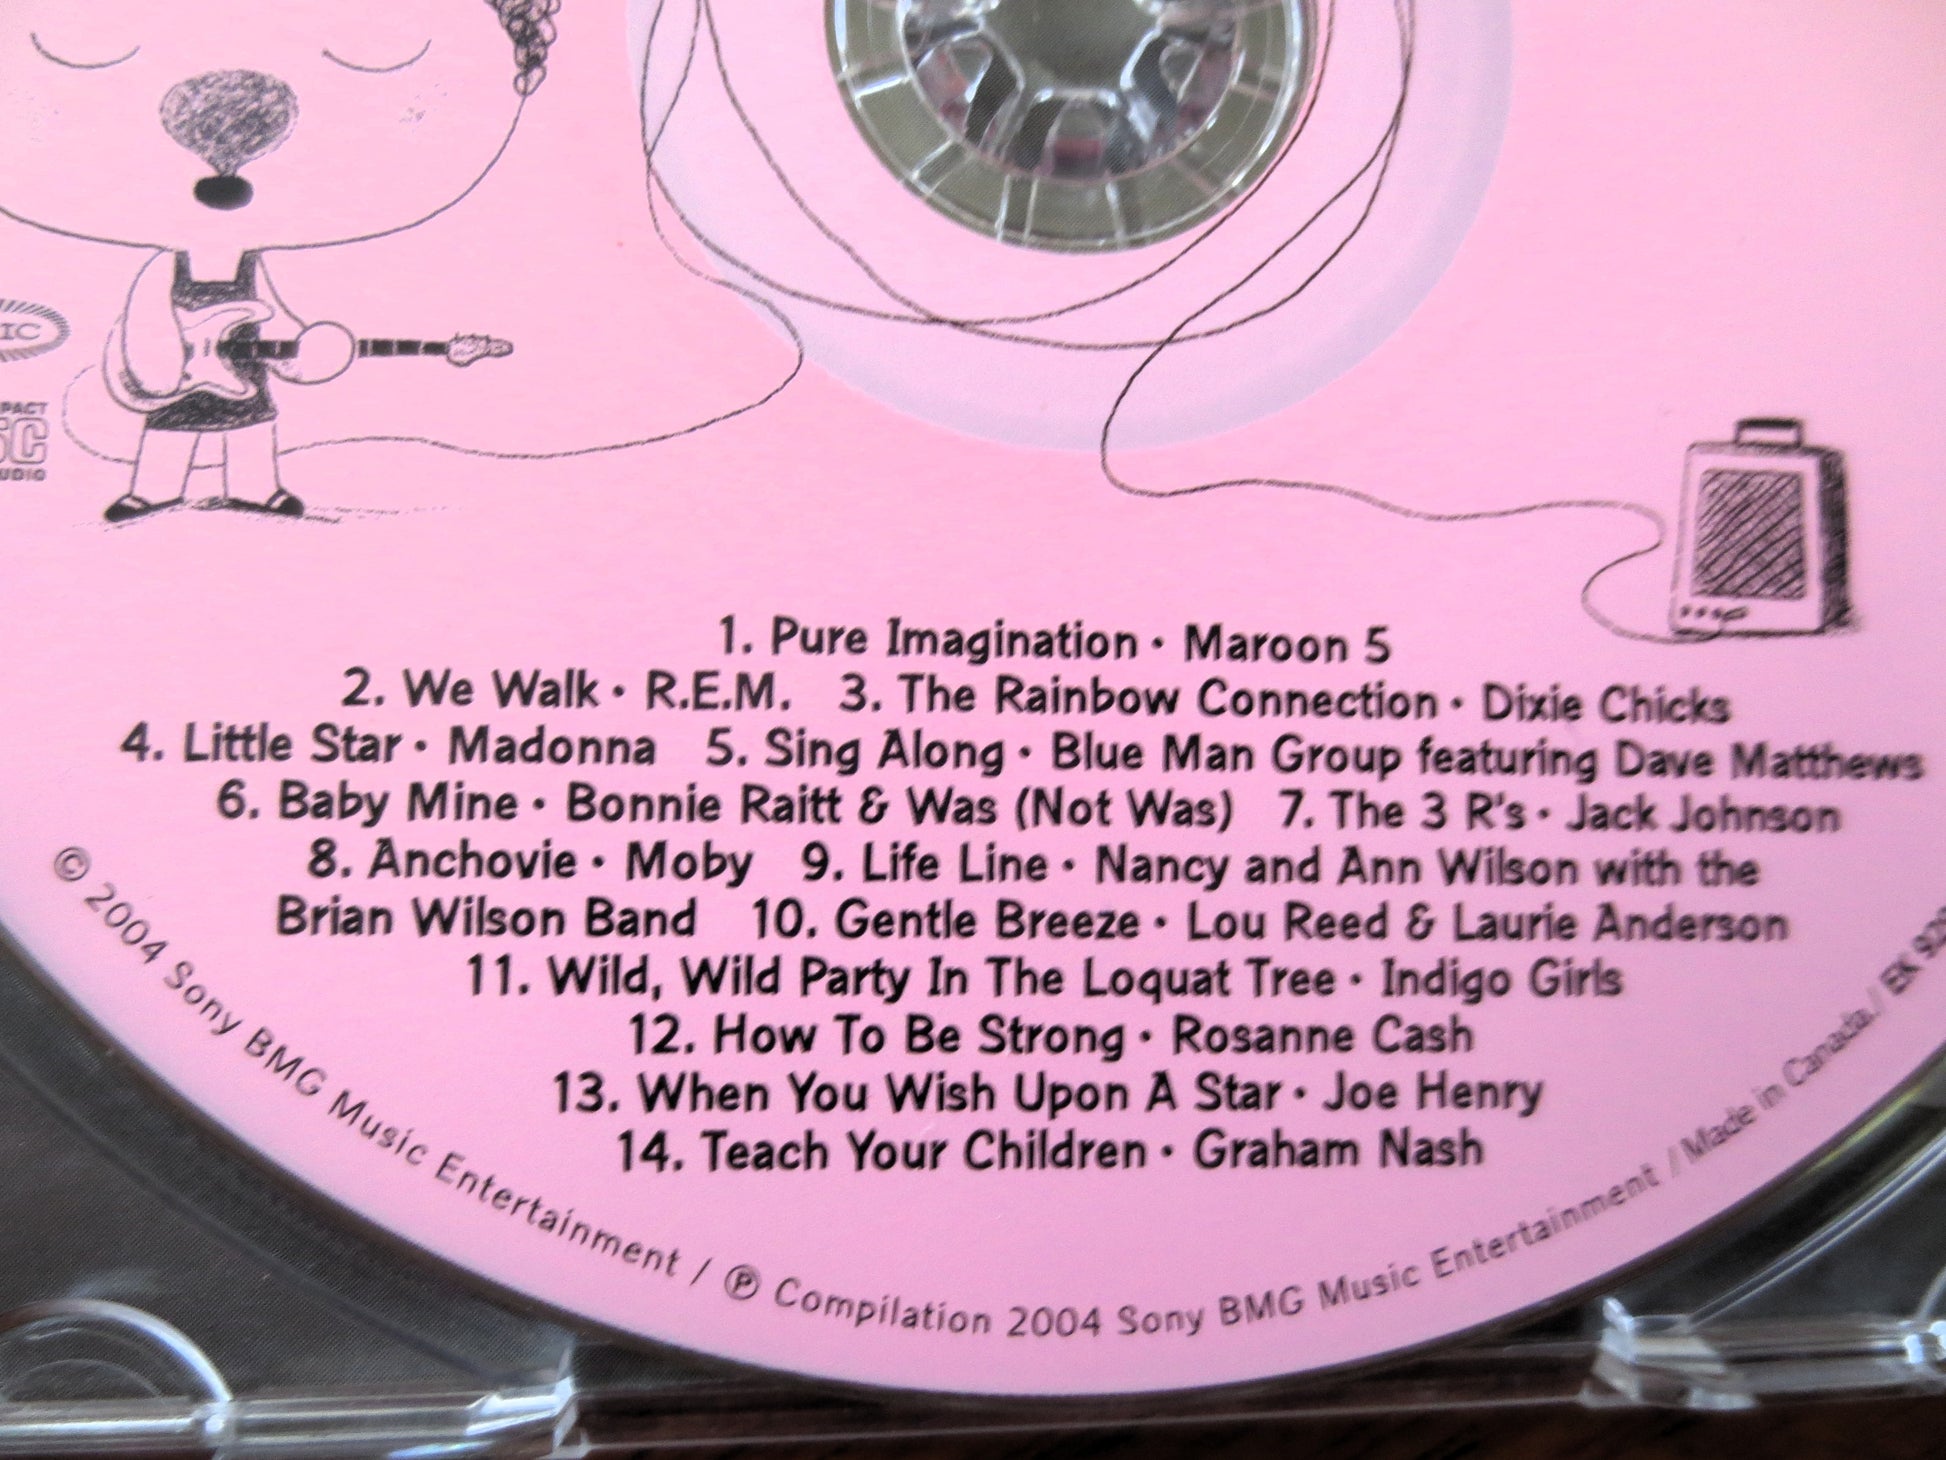 IC
PACT
DISC
UDIO
1. Pure Imagination • Maroon 5
2. We Walk • R.E.M. 3. The Rainbow Connection • Dixie Chicks
4. Little Star • Madonna 5. Sing Along • Blue Man Group featuring Dave Matthews
6. Baby Mine • Bonnie Raitt & Was (Not Was) 7. The 3 R's • Jack Johnson
8. Anchovie • Moby 9. Life Line • Nancy and Ann Wilson with the
Brian Wilson Band 10. Gentle Breeze • Lou Reed & Laurie Anderson
11. Wild, Wild Party In The Loquat Tree • Indigo Girls
12. How To Be Strong • Rosanne Cash
13. When You Wish Upon A Star • Joe Henry
14. Teach Your Children • Graham Nash
© 2004 Sony BMG Music Entertainment / ℗ Compilation 2004 Sony BMG Music Entertainment / Made in Canada. / EK